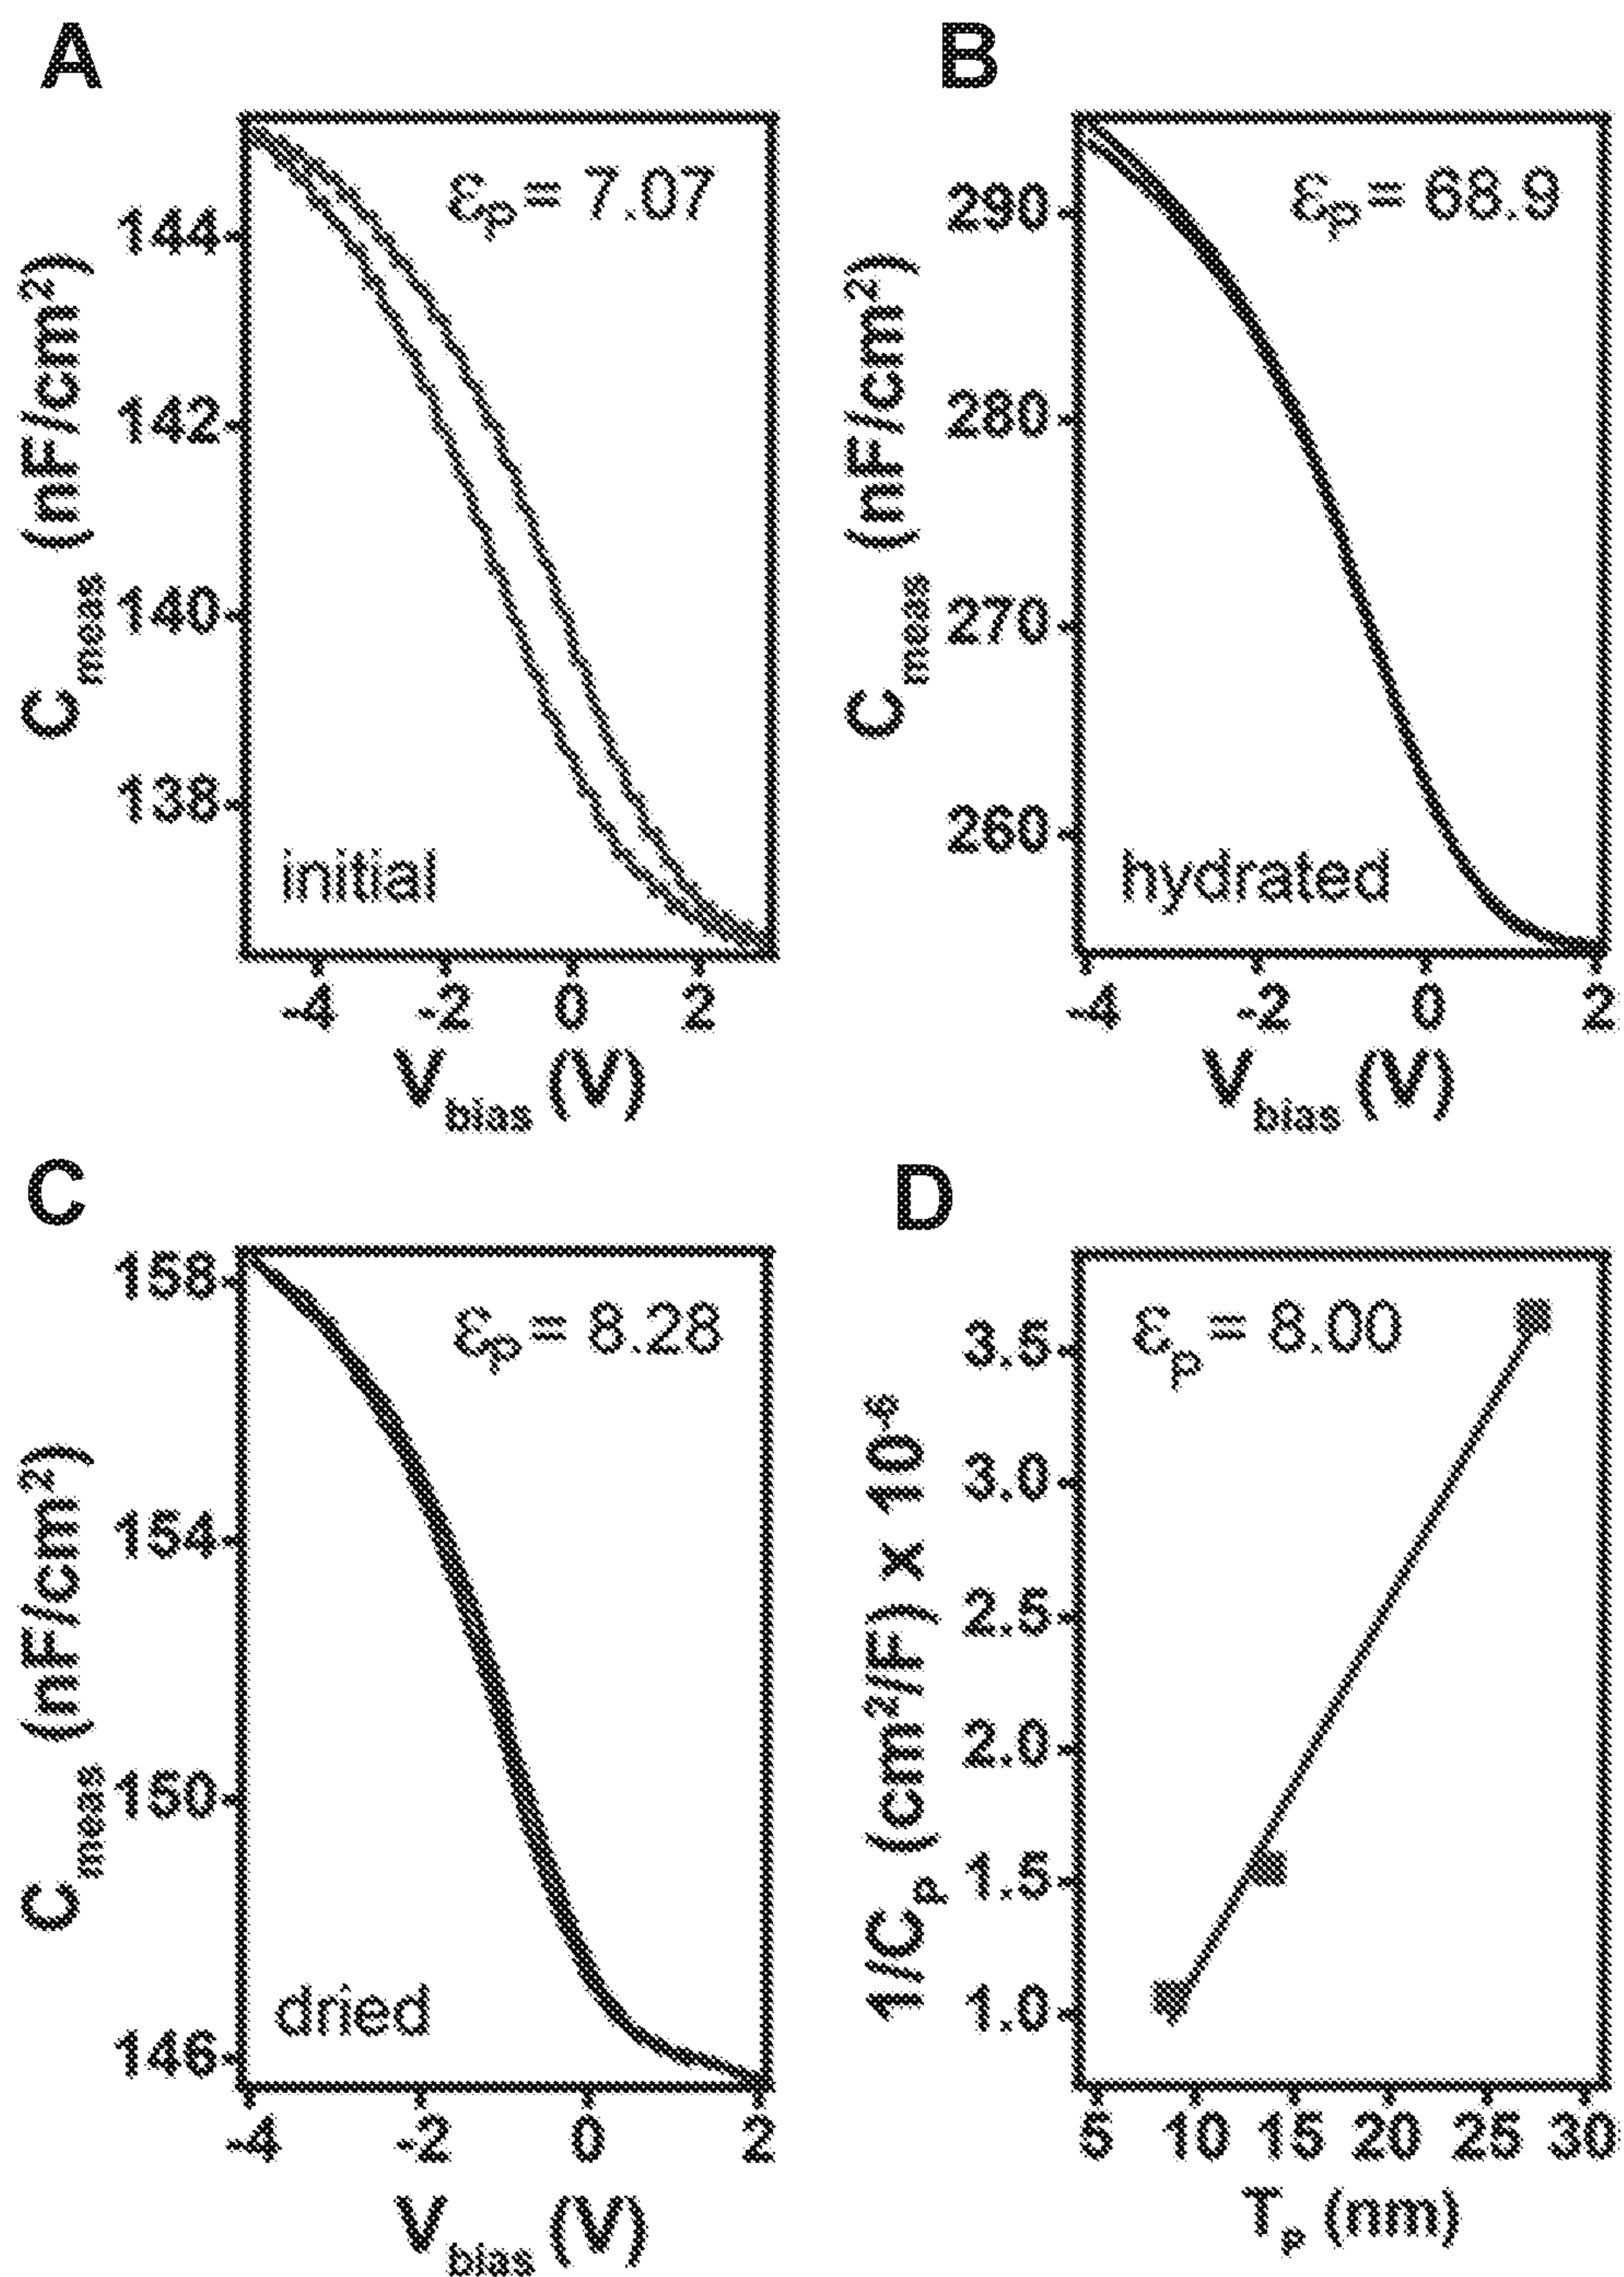 A
εP = 7.07
144
142
140
138
Cmeas (nF/cm²)
initial
-4 -2 0 2
Vbias (V)
B
εP = 68.9
290
280
270
260
Cmeas (nF/cm²)
hydrated
-4 -2 0 2
Vbias (V)
C
εP = 8.28
158
154
150
146
Cmeas (nF/cm²)
dried
-4 -2 0 2
Vbias (V)
D
εp = 8.00
3.5
3.0
2.5
2.0
1.5
1.0
1/Cp (cm²/F) x 10⁻⁶
5 10 15 20 25 30
Tp (nm)